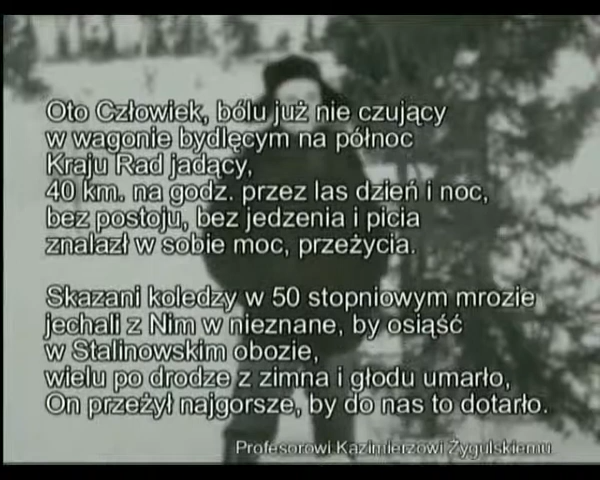 Oto Człowiek, bólu już nie czujący
w wagonie bydlęcym na północ
Kraju Rad jadący,
40 km. na godz. przez las dzień i noc,
bez postoju, bez jedzenia i picia
znalazł w sobie moc, przeżycia.
Skazani koledzy w 50 stopniowym mrozie
jechali z Nim w nieznane, by osiąść
w Stalinowskim obozie,
wielu po drodze z zimna i głodu umarło,
On przeżył najgorsze, by do nas to dotarło.
Profesorowi Kazimierzowi Żygulskiemu